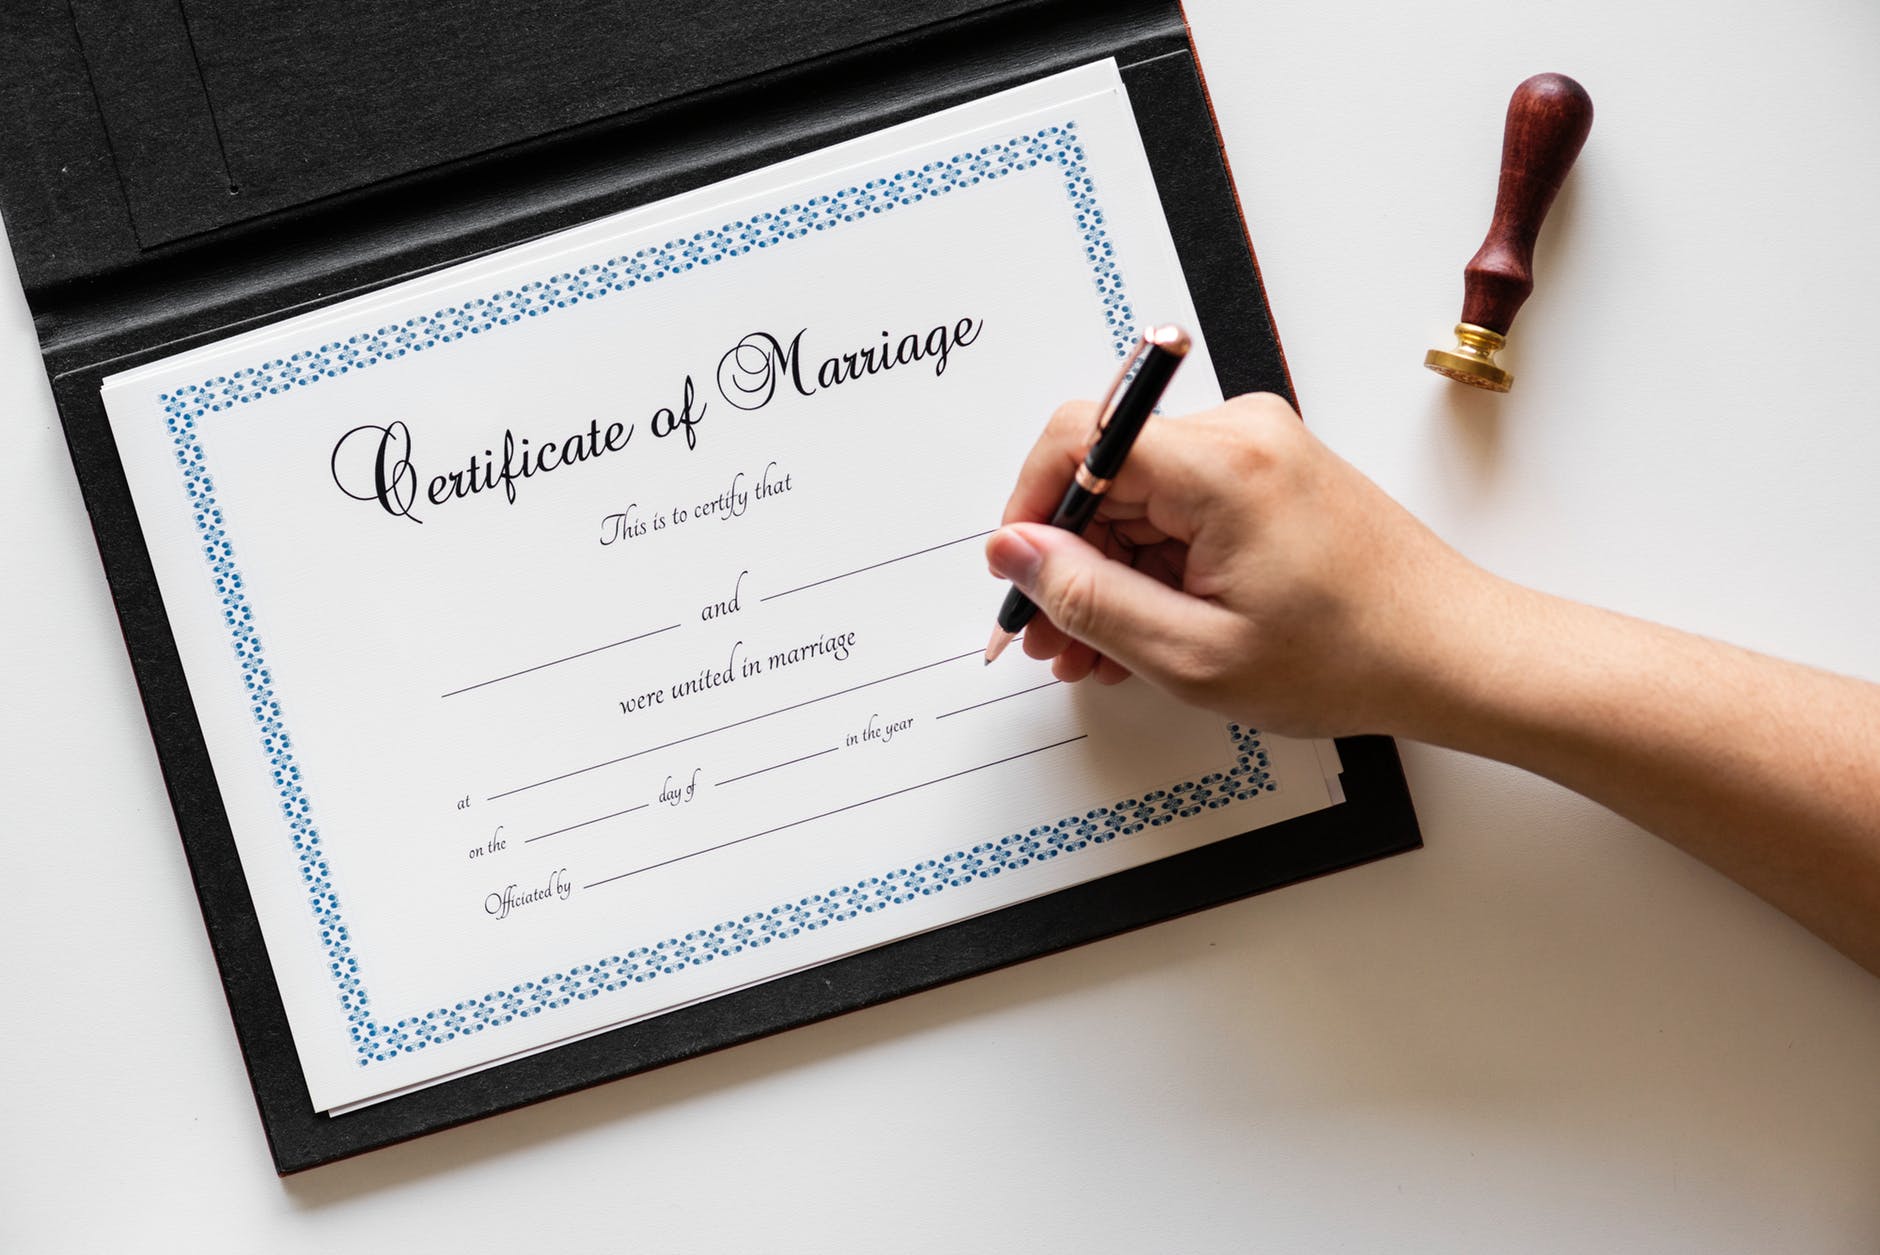 Certificate of Marriage
This is to certify that
and
were united in marriage
at
on the day of in the year
Officiated by